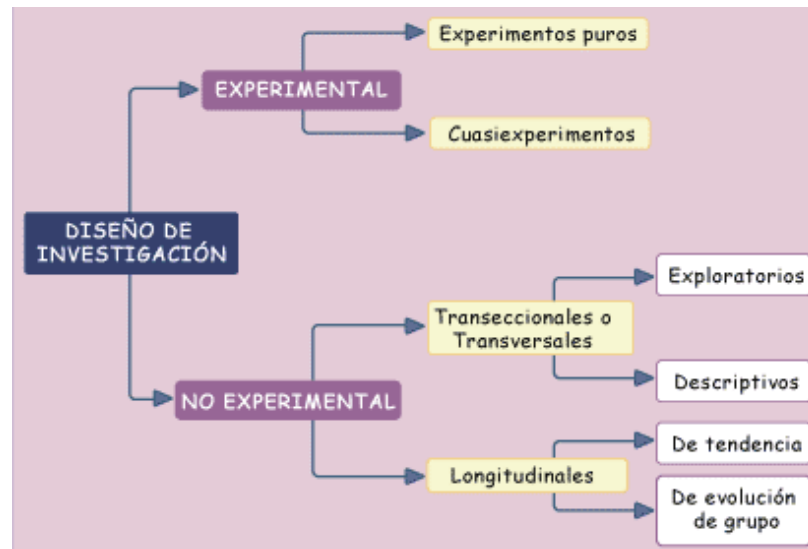 Experimentos puros
EXPERIMENTAL
Cuasiexperimentos
DISEÑO DE
INVESTIGACIÓN
Exploratorios
Transeccionales o
Transversales
Descriptivos
NO EXPERIMENTAL
De tendencia
Longitudinales
De evolución
de grupo